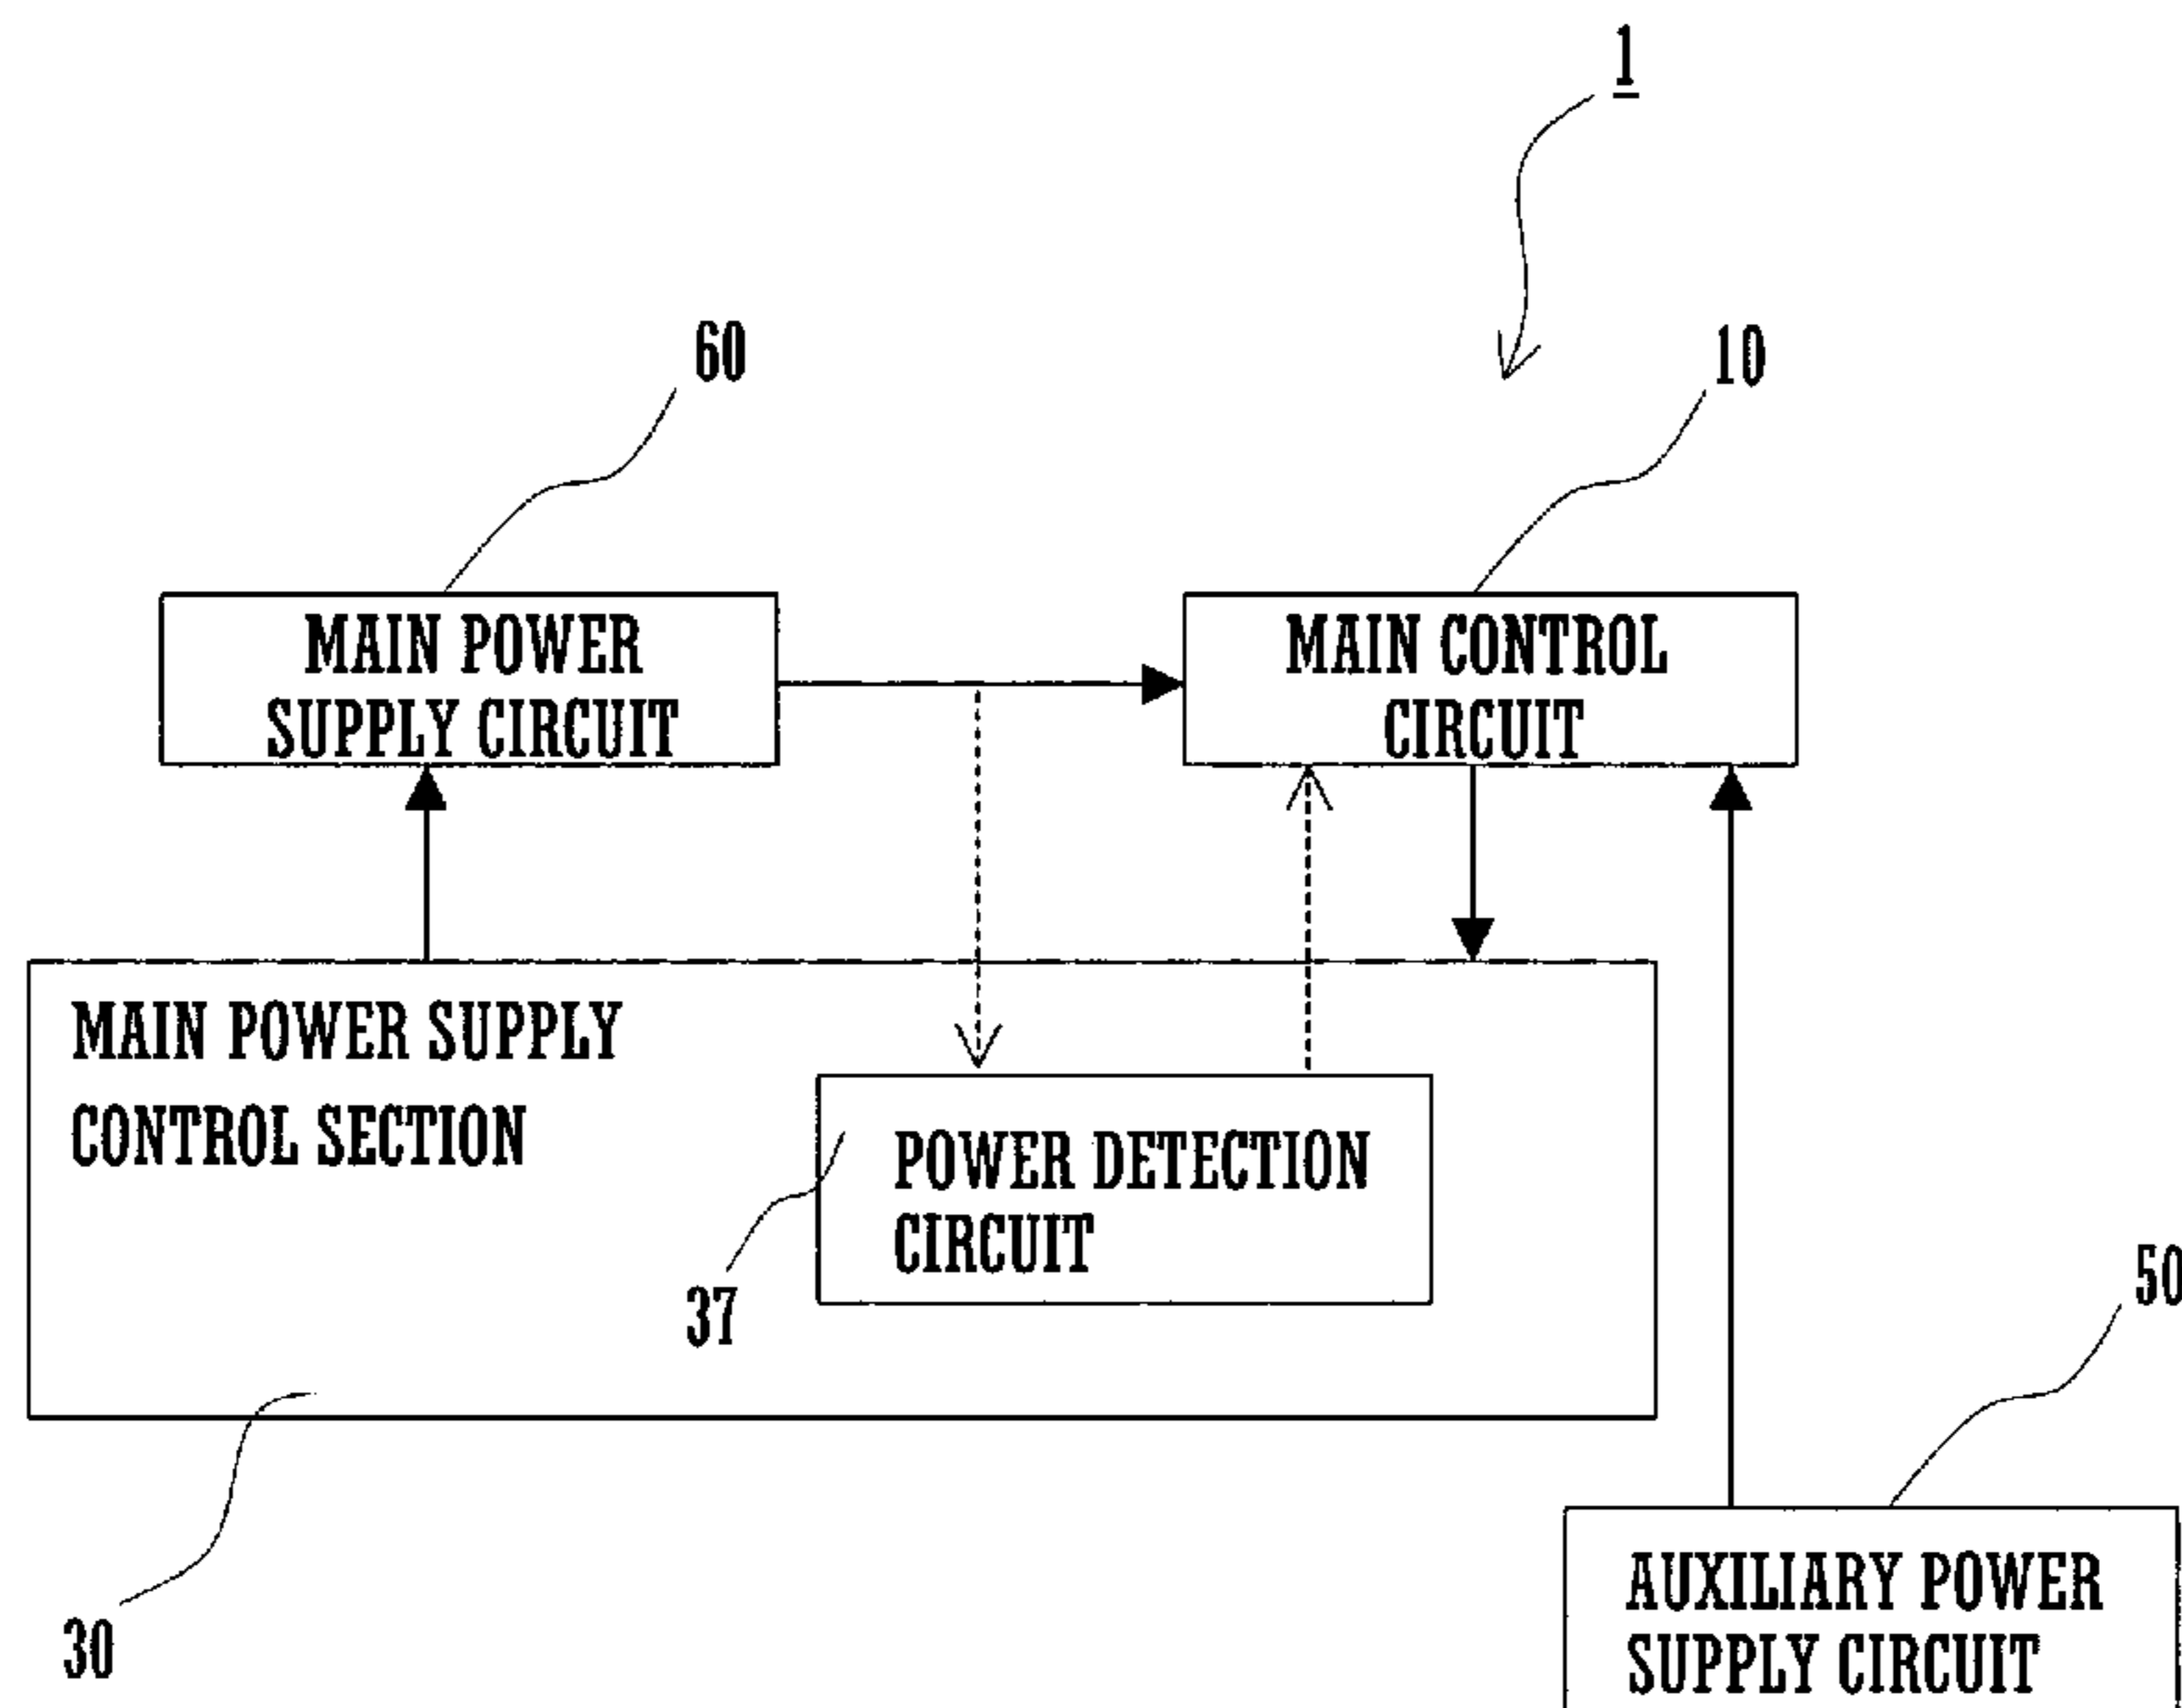 1
60
10
MAIN POWER
SUPPLY CIRCUIT
MAIN CONTROL
CIRCUIT
MAIN POWER SUPPLY
CONTROL SECTION
POWER DETECTION
CIRCUIT
37
50
30
AUXILIARY POWER
SUPPLY CIRCUIT